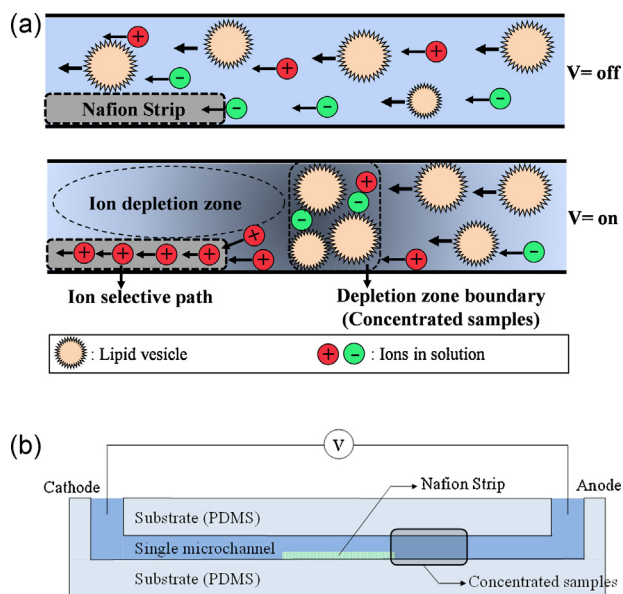 (a)
V= off
Nafion Strip
Ion depletion zone
V= on
Ion selective path
Depletion zone boundary
(Concentrated samples)
: Lipid vesicle
+ − : Ions in solution
(b)
V
Cathode
Nafion Strip
Anode
Substrate (PDMS)
Single microchannel
Substrate (PDMS)
Concentrated samples